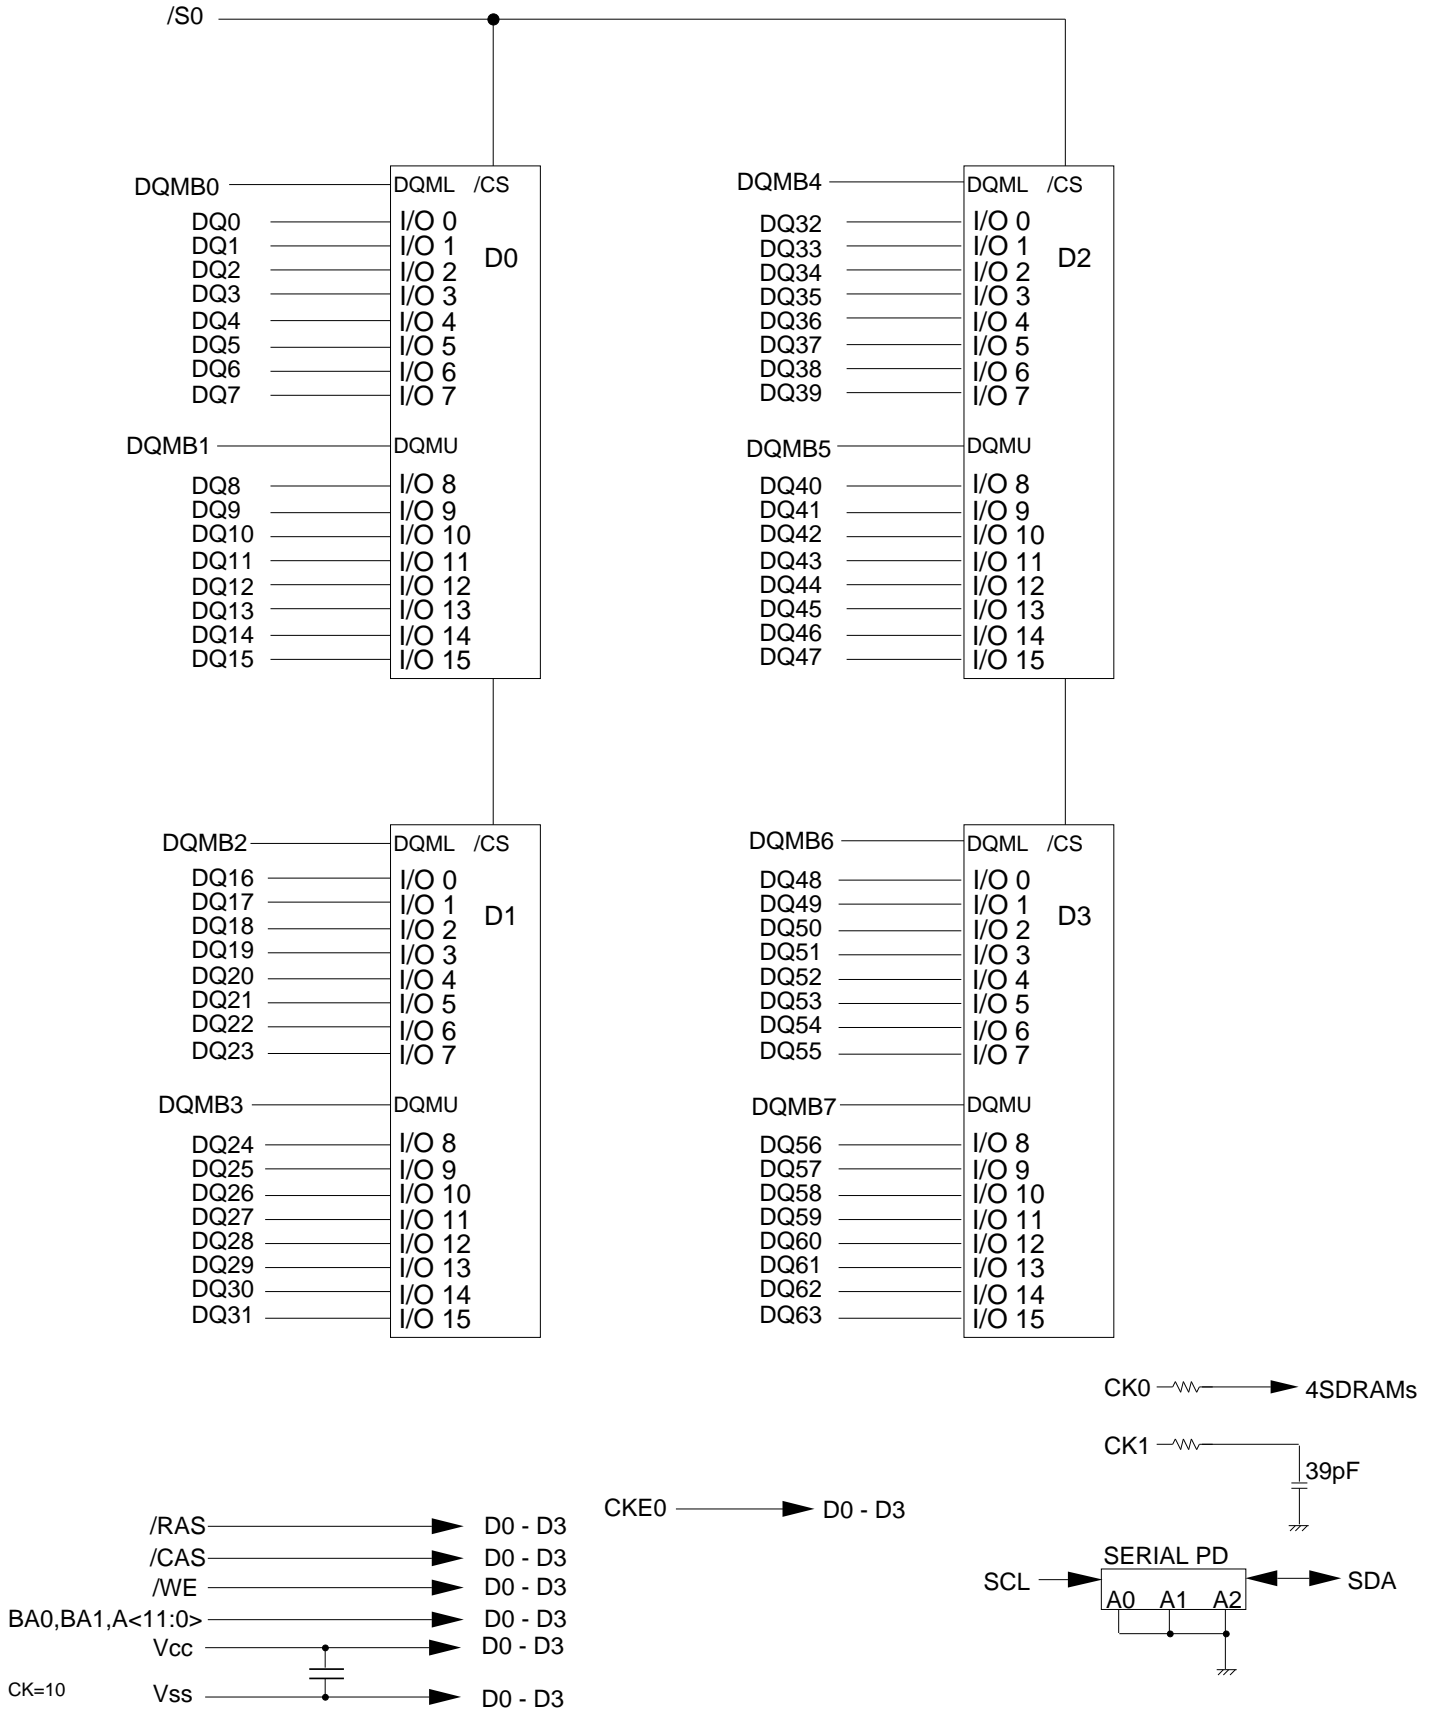 /S0
DQMB0 DQML /CS
DQ0 I/O 0
DQ1 I/O 1
D0
DQ2 I/O 2
DQ3 I/O 3
DQ4 I/O 4
DQ5 I/O 5
DQ6 I/O 6
DQ7 I/O 7
DQMB1 DQMU
DQ8 I/O 8
DQ9 I/O 9
DQ10 I/O 10
DQ11 I/O 11
DQ12 I/O 12
DQ13 I/O 13
DQ14 I/O 14
DQ15 I/O 15
DQMB4 DQML /CS
DQ32 I/O 0
DQ33 I/O 1
D2
DQ34 I/O 2
DQ35 I/O 3
DQ36 I/O 4
DQ37 I/O 5
DQ38 I/O 6
DQ39 I/O 7
DQMB5 DQMU
DQ40 I/O 8
DQ41 I/O 9
DQ42 I/O 10
DQ43 I/O 11
DQ44 I/O 12
DQ45 I/O 13
DQ46 I/O 14
DQ47 I/O 15
DQMB2 DQML /CS
DQ16 I/O 0
DQ17 I/O 1
D1
DQ18 I/O 2
DQ19 I/O 3
DQ20 I/O 4
DQ21 I/O 5
DQ22 I/O 6
DQ23 I/O 7
DQMB3 DQMU
DQ24 I/O 8
DQ25 I/O 9
DQ26 I/O 10
DQ27 I/O 11
DQ28 I/O 12
DQ29 I/O 13
DQ30 I/O 14
DQ31 I/O 15
DQMB6 DQML /CS
DQ48 I/O 0
DQ49 I/O 1
D3
DQ50 I/O 2
DQ51 I/O 3
DQ52 I/O 4
DQ53 I/O 5
DQ54 I/O 6
DQ55 I/O 7
DQMB7 DQMU
DQ56 I/O 8
DQ57 I/O 9
DQ58 I/O 10
DQ59 I/O 11
DQ60 I/O 12
DQ61 I/O 13
DQ62 I/O 14
DQ63 I/O 15
CK0 4SDRAMs
CK1
39pF
CKE0 D0 - D3
/RAS D0 - D3
/CAS D0 - D3
/WE D0 - D3
BA0,BA1,A<11:0> D0 - D3
Vcc D0 - D3
Vss D0 - D3
CK=10
SERIAL PD
SCL SDA
A0 A1 A2